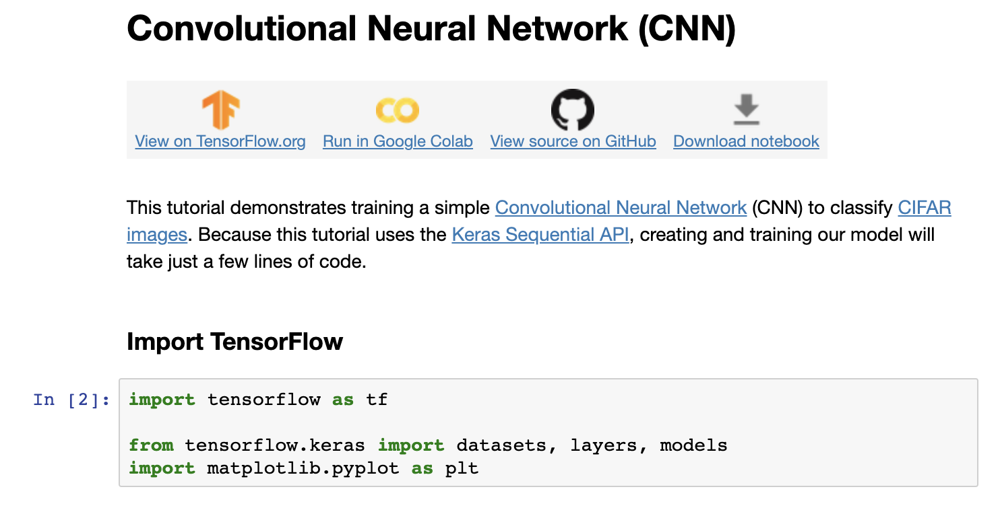 Convolutional Neural Network (CNN)
View on TensorFlow.org Run in Google Colab View source on GitHub Download notebook
This tutorial demonstrates training a simple Convolutional Neural Network (CNN) to classify CIFAR
images. Because this tutorial uses the Keras Sequential API, creating and training our model will
take just a few lines of code.
Import TensorFlow
In [2]: import tensorflow as tf
from tensorflow.keras import datasets, layers, models
import matplotlib.pyplot as plt